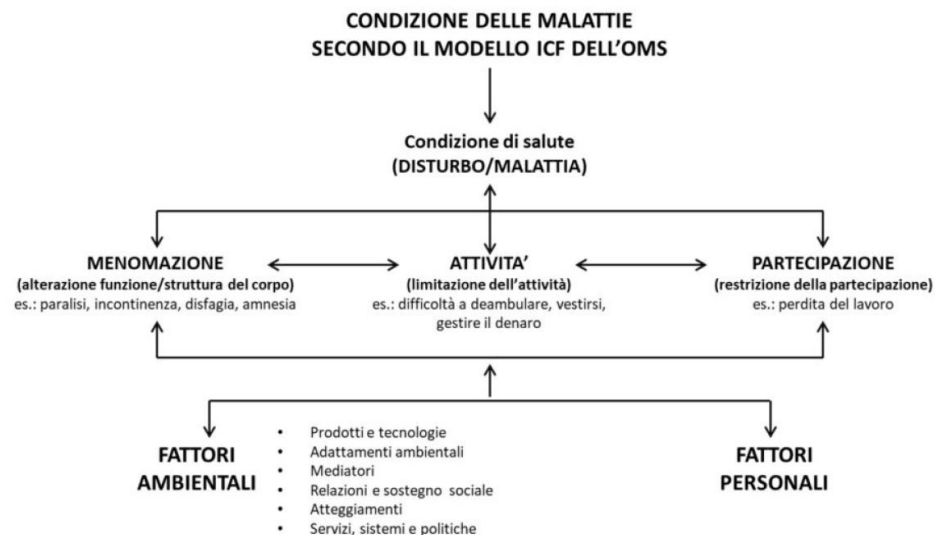 CONDIZIONE DELLE MALATTIE
SECONDO IL MODELLO ICF DELL'OMS
Condizione di salute
(DISTURBO/MALATTIA)
MENOMAZIONE
(alterazione funzione/struttura del corpo)
es.: paralisi, incontinenza, disfagia, amnesia
ATTIVITA'
(limitazione dell'attività)
es.: difficoltà a deambulare, vestirsi,
gestire il denaro
PARTECIPAZIONE
(restrizione della partecipazione)
es.: perdita del lavoro
FATTORI
AMBIENTALI
• Prodotti e tecnologie
• Adattamenti ambientali
• Mediatori
• Relazioni e sostegno sociale
• Atteggiamenti
• Servizi, sistemi e politiche
FATTORI
PERSONALI